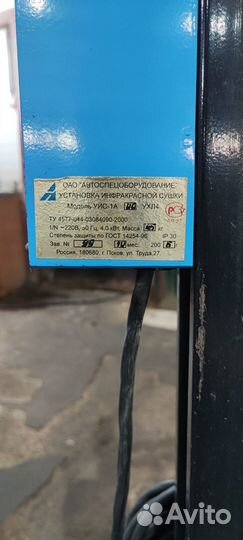 ОАО "АВТОСПЕЦОБОРУДОВАНИЕ"
УСТАНОВКА ИНФРАКРАСНОЙ СУШКИ
Модель УИС-1А УХЛ4
ТУ 4577-044-03084090-2000
1/N ~ 220В, 50 Гц, 4.0 кВт, Масса кг
Степень защиты по ГОСТ 14254-96 IP 30
Зав. № мес. 200
Россия, 180680, г. Псков, ул. Труда,27
Avito